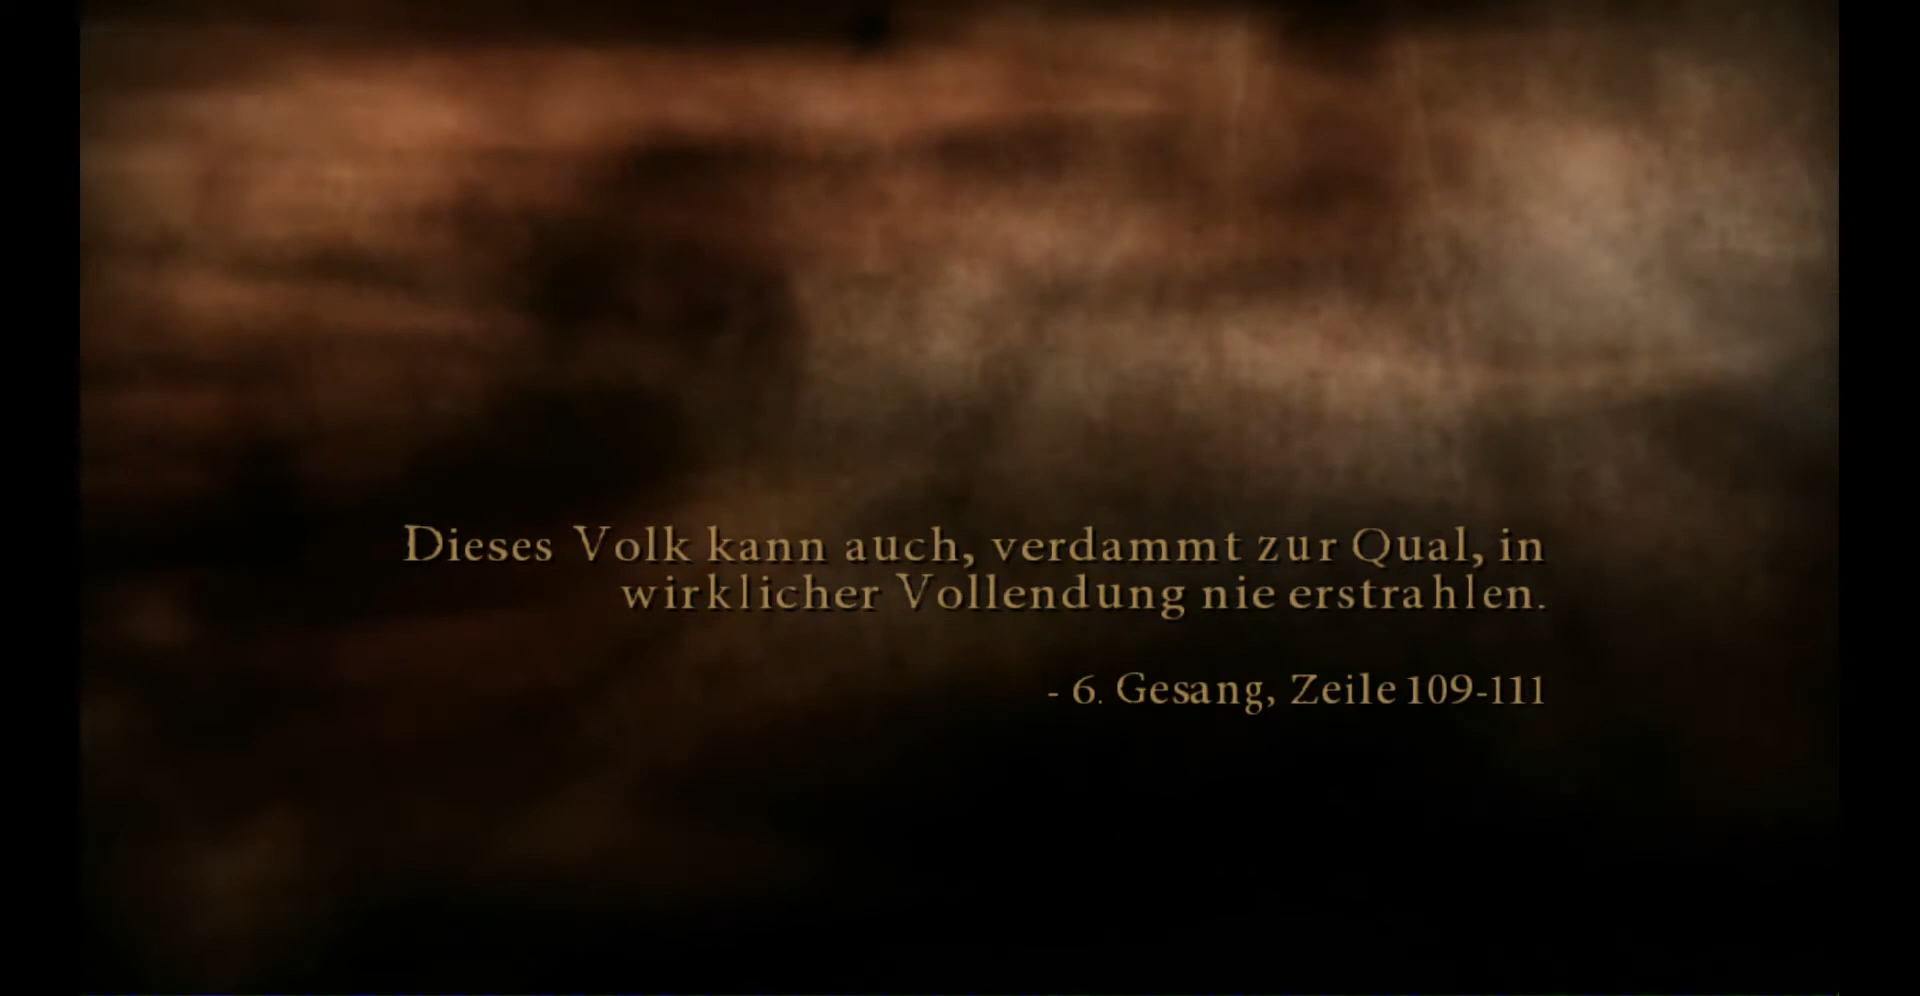 Dieses Volk kann auch, verdammt zur Qual, in
wirklicher Vollendung nie erstrahlen.
- 6. Gesang, Zeile 109-111